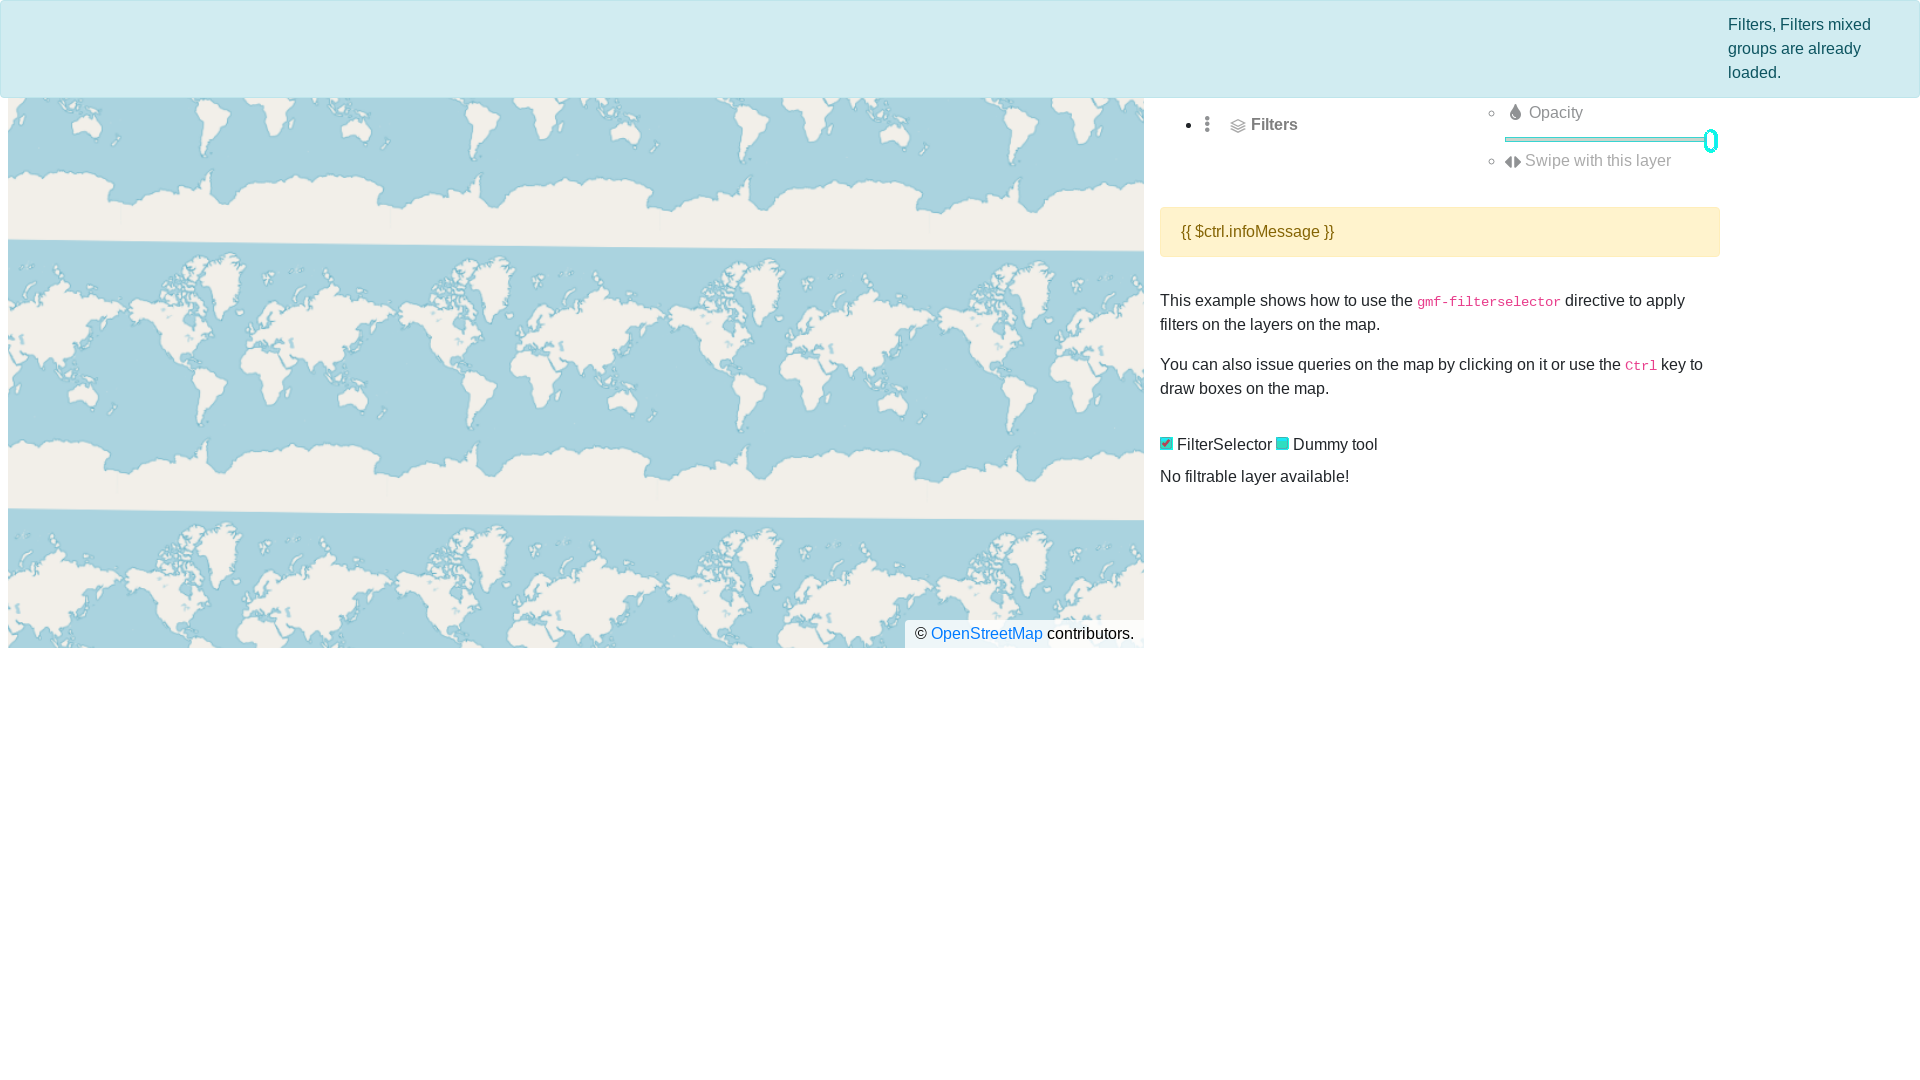 Filters, Filters mixed
groups are already
loaded.
Filters
Opacity
Swipe with this layer
{{ $ctrl.infoMessage }}
This example shows how to use the gmf-filterselector directive to apply
filters on the layers on the map.
You can also issue queries on the map by clicking on it or use the Ctrl key to
draw boxes on the map.
FilterSelector Dummy tool
No filtrable layer available!
© OpenStreetMap contributors.